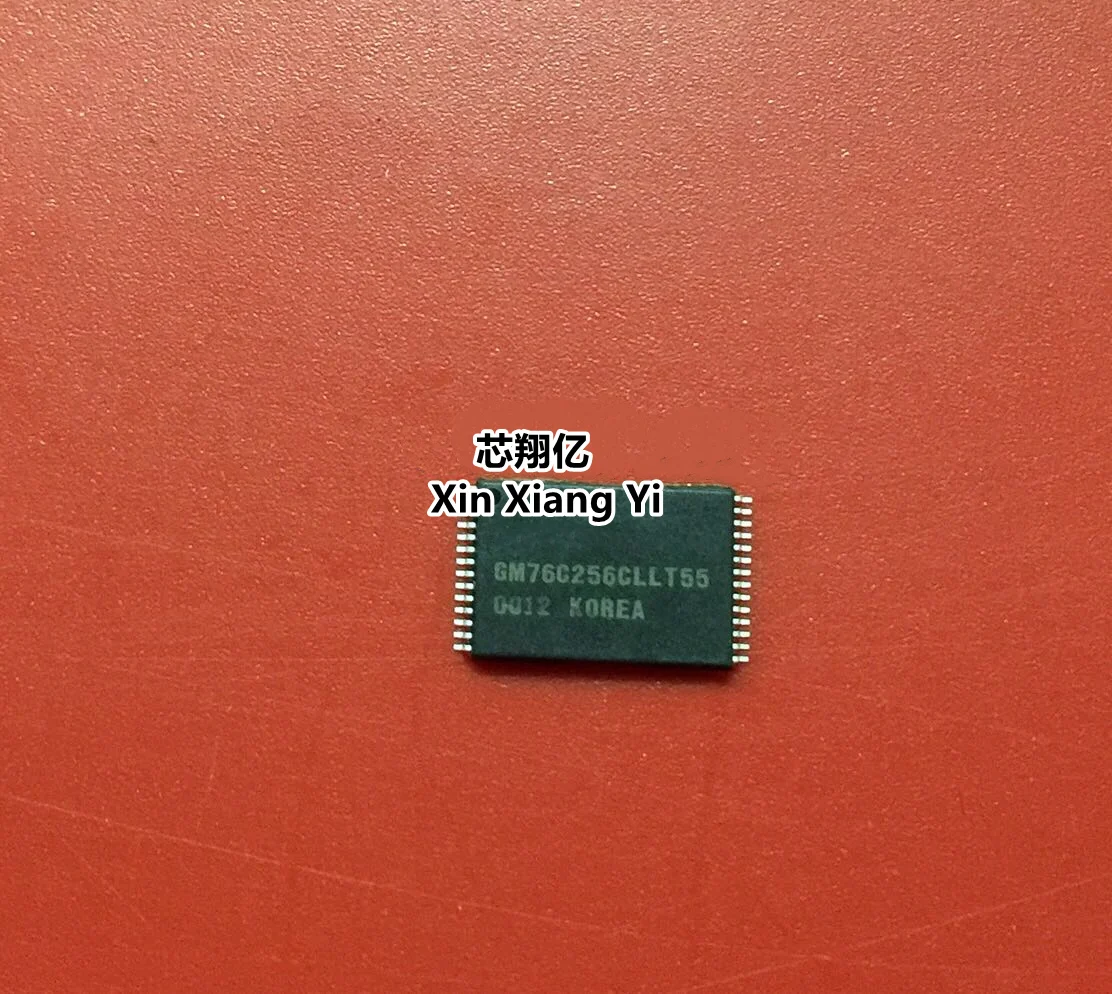 芯翔亿
Xin Xiang Yi
GM76C256CLLT55
0012 KOREA